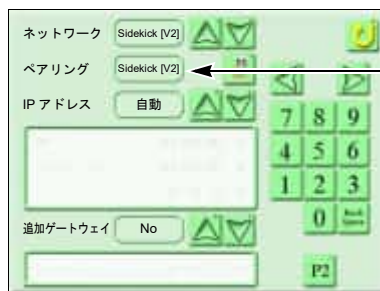 ネットワーク Sidekick [V2]
ペアリング Sidekick [V2]
IP アドレス 自動
7 8 9
4 5 6
1 2 3
0
追加ゲートウェイ No
P2